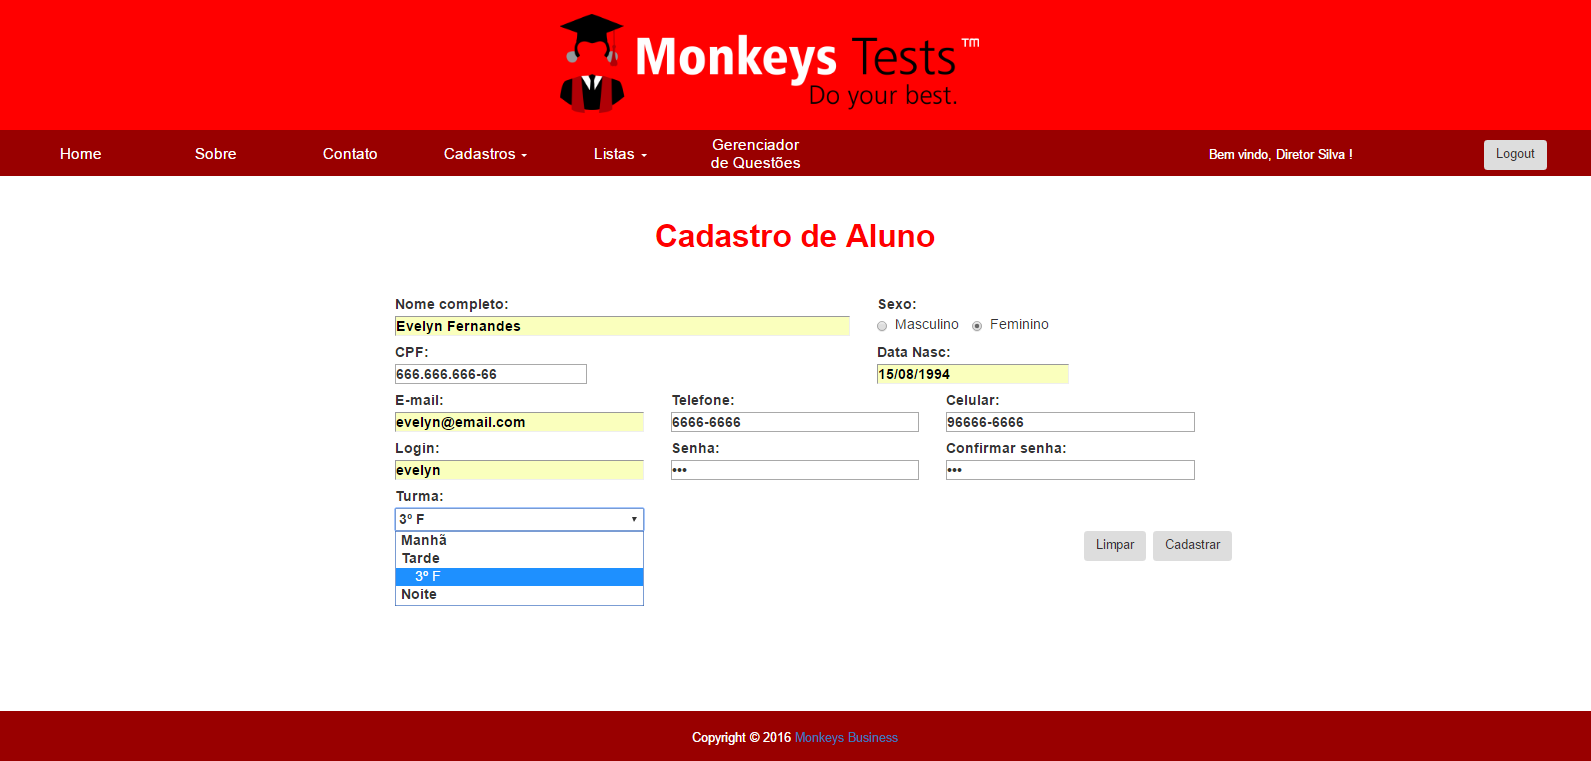 Monkeys Tests™
Do your best.
Home Sobre Contato Cadastros Listas Gerenciador de Questões Bem vindo, Diretor Silva ! Logout
Cadastro de Aluno
Nome completo: Sexo:
Evelyn Fernandes Masculino Feminino
CPF: Data Nasc:
666.666.666-66 15/08/1994
E-mail: Telefone: Celular:
evelyn@email.com 6666-6666 96666-6666
Login: Senha: Confirmar senha:
evelyn ••• •••
Turma:
3º F
Manhã
Tarde
3º F
Noite
Limpar Cadastrar
Copyright © 2016 Monkeys Business